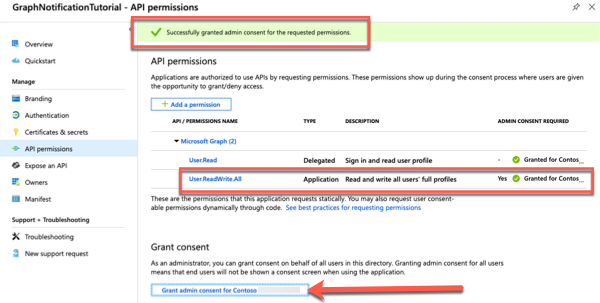 GraphNotificationTutorial - API permissions
Overview
Quickstart
Manage
Branding
Authentication
Certificates & secrets
API permissions
Expose an API
Owners
Manifest
Support + Troubleshooting
Troubleshooting
New support request
Successfully granted admin consent for the requested permissions.
API permissions
Applications are authorized to use APIs by requesting permissions. These permissions show up during the consent process where users are given
the opportunity to grant/deny access.
+ Add a permission
API / PERMISSIONS NAME TYPE DESCRIPTION ADMIN CONSENT REQUIRED
Microsoft Graph (2)
User.Read Delegated Sign in and read user profile - Granted for Contos...
User.ReadWrite.All Application Read and write all users' full profiles Yes Granted for Contos...
These are the permissions that this application requests statically. You may also request user consent-
able permissions dynamically through code. See best practices for requesting permissions
Grant consent
As an administrator, you can grant consent on behalf of all users in this directory. Granting admin consent for all users
means that end users will not be shown a consent screen when using the application.
Grant admin consent for Contoso